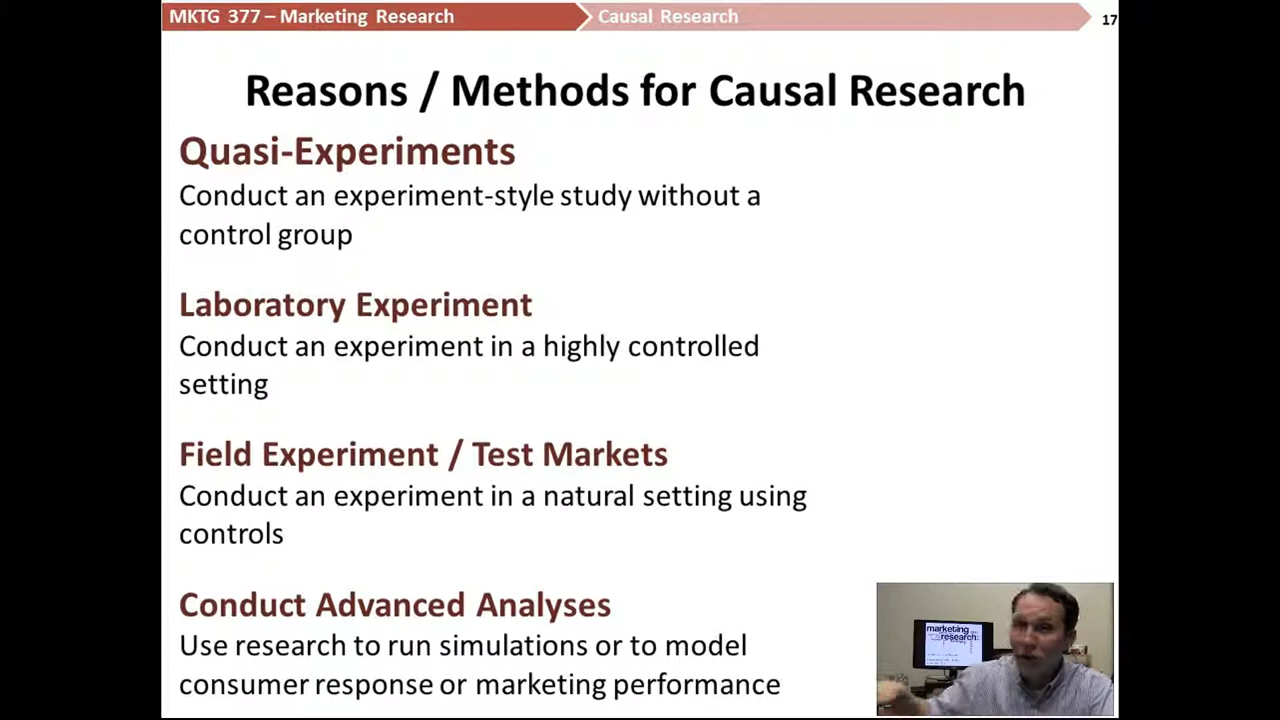 MKTG 377 – Marketing Research
Causal Research
17
Reasons / Methods for Causal Research
Quasi-Experiments
Conduct an experiment-style study without a
control group
Laboratory Experiment
Conduct an experiment in a highly controlled
setting
Field Experiment / Test Markets
Conduct an experiment in a natural setting using
controls
Conduct Advanced Analyses
Use research to run simulations or to model
consumer response or marketing performance
marketing
research